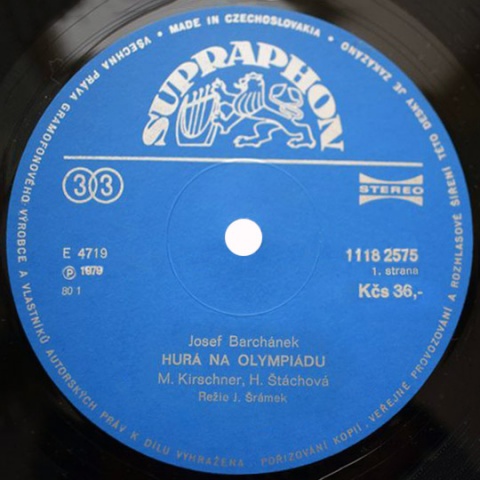 VŠECHNA PRÁVA GRAMOFONOVÉHO VÝROBCE A VLASTNÍKŮ AUTORSKÝCH PRÁV K DÍLU VYHRAŽENA. POŘIZOVÁNÍ KOPIÍ, VEŘEJNÉ PROVOZOVÁNÍ A ROZHLASOVÉ ŠÍŘENÍ TÉTO DESKY JE ZAKÁZÁNO • MADE IN CZECHOSLOVAKIA •
SUPRAPHON
33
STEREO
E 4719
1118 2575
Ⓟ 1979
1. strana
80 1
Kčs 36,-
Josef Barchánek
HURÁ NA OLYMPIÁDU
M. Kirschner, H. Štáchová
Režie J. Šrámek